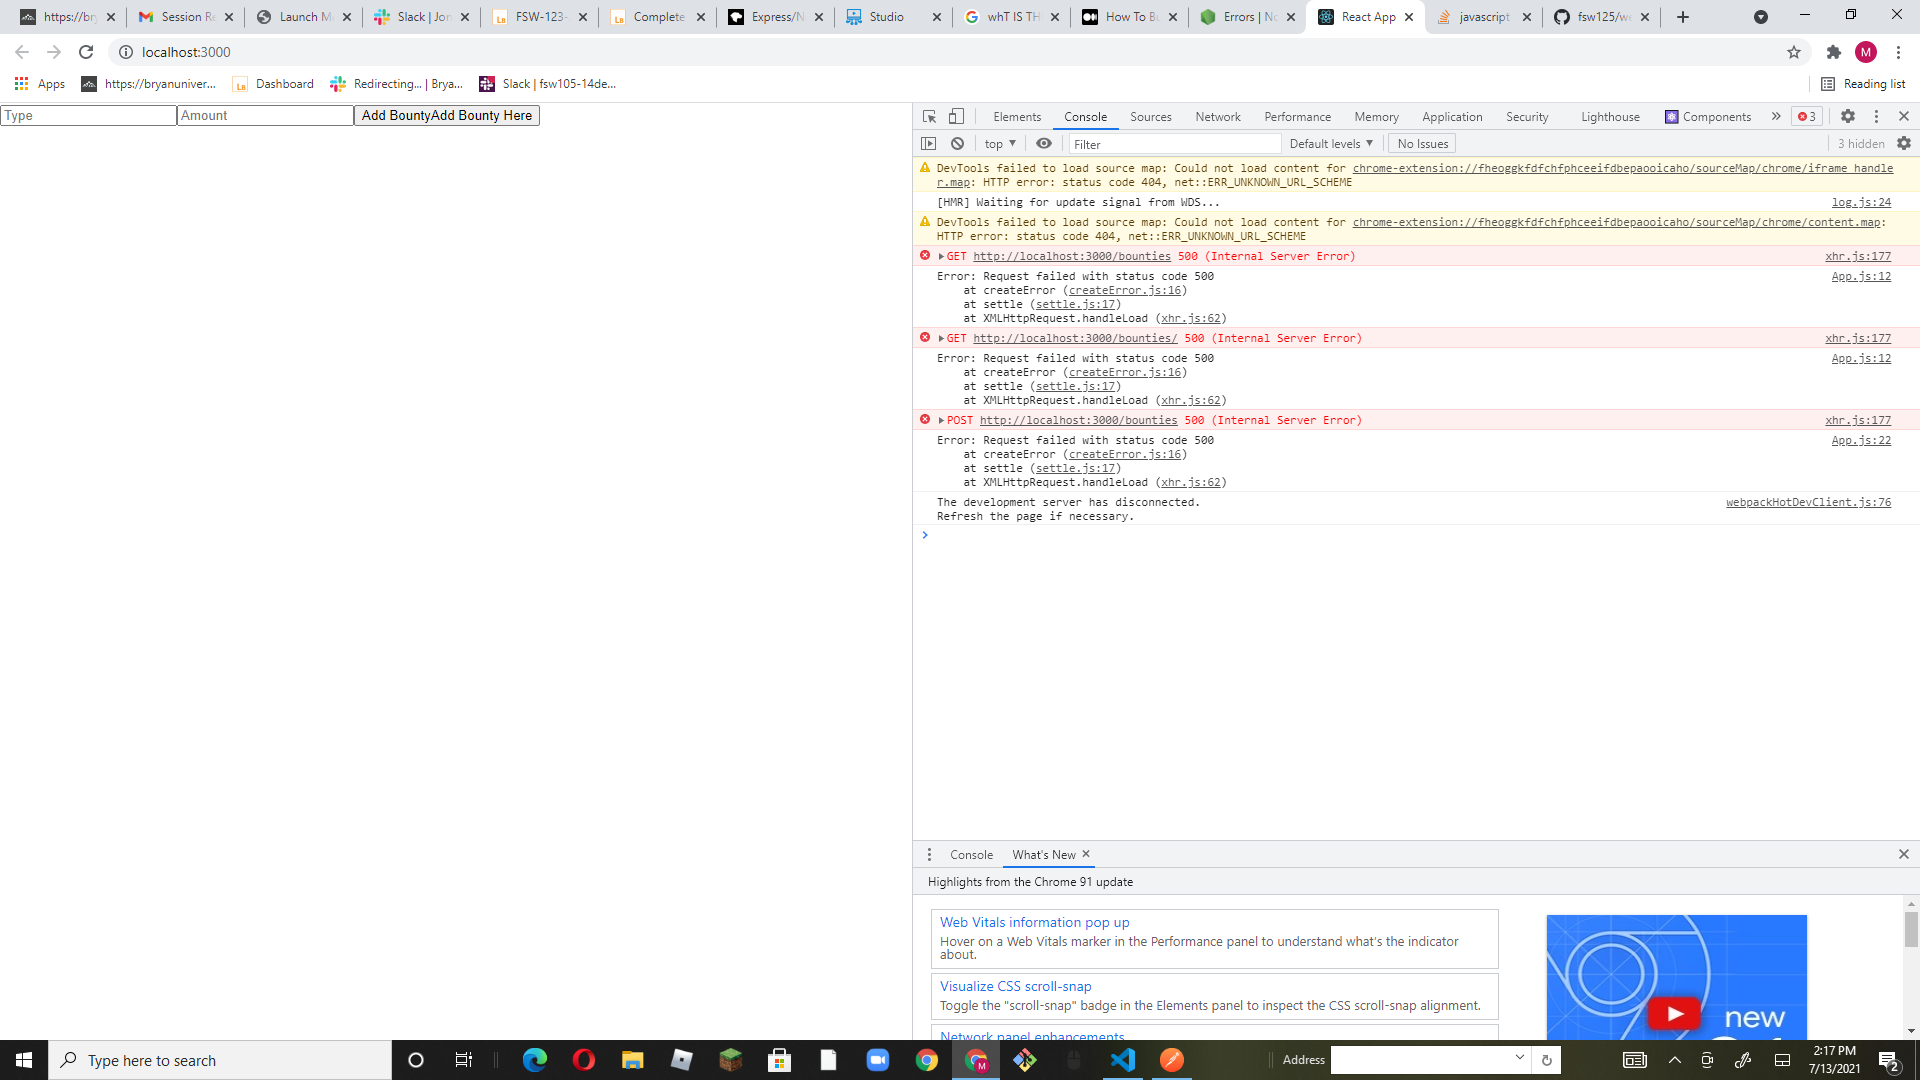 https://bry
Session Re
Launch M
Slack | Jor
FSW-123-
Complete
Express/N
Studio
whT IS TH
How To Bu
Errors | No
React App
javascript
fsw125/we
localhost:3000
M
Apps
https://bryanuniver...
Dashboard
Redirecting... | Brya...
Slack | fsw105-14de...
Reading list
Type
Amount
Add BountyAdd Bounty Here
Elements
Console
Sources
Network
Performance
Memory
Application
Security
Lighthouse
Components
3
top
Filter
Default levels
No Issues
3 hidden
DevTools failed to load source map: Could not load content for chrome-extension://fheoggkfdfchfphceeifdbepaooicaho/sourceMap/chrome/iframe_handle
r.map: HTTP error: status code 404, net::ERR_UNKNOWN_URL_SCHEME
[HMR] Waiting for update signal from WDS... log.js:24
DevTools failed to load source map: Could not load content for chrome-extension://fheoggkfdfchfphceeifdbepaooicaho/sourceMap/chrome/content.map:
HTTP error: status code 404, net::ERR_UNKNOWN_URL_SCHEME
GET http://localhost:3000/bounties 500 (Internal Server Error) xhr.js:177
Error: Request failed with status code 500 App.js:12
at createError (createError.js:16)
at settle (settle.js:17)
at XMLHttpRequest.handleLoad (xhr.js:62)
GET http://localhost:3000/bounties/ 500 (Internal Server Error) xhr.js:177
Error: Request failed with status code 500 App.js:12
at createError (createError.js:16)
at settle (settle.js:17)
at XMLHttpRequest.handleLoad (xhr.js:62)
POST http://localhost:3000/bounties 500 (Internal Server Error) xhr.js:177
Error: Request failed with status code 500 App.js:22
at createError (createError.js:16)
at settle (settle.js:17)
at XMLHttpRequest.handleLoad (xhr.js:62)
The development server has disconnected. webpackHotDevClient.js:76
Refresh the page if necessary.
Console
What's New
Highlights from the Chrome 91 update
Web Vitals information pop up
Hover on a Web Vitals marker in the Performance panel to understand what's the indicator
about.
Visualize CSS scroll-snap
Toggle the "scroll-snap" badge in the Elements panel to inspect the CSS scroll-snap alignment.
Network panel enhancements
new
Type here to search
Address
2:17 PM
7/13/2021
2